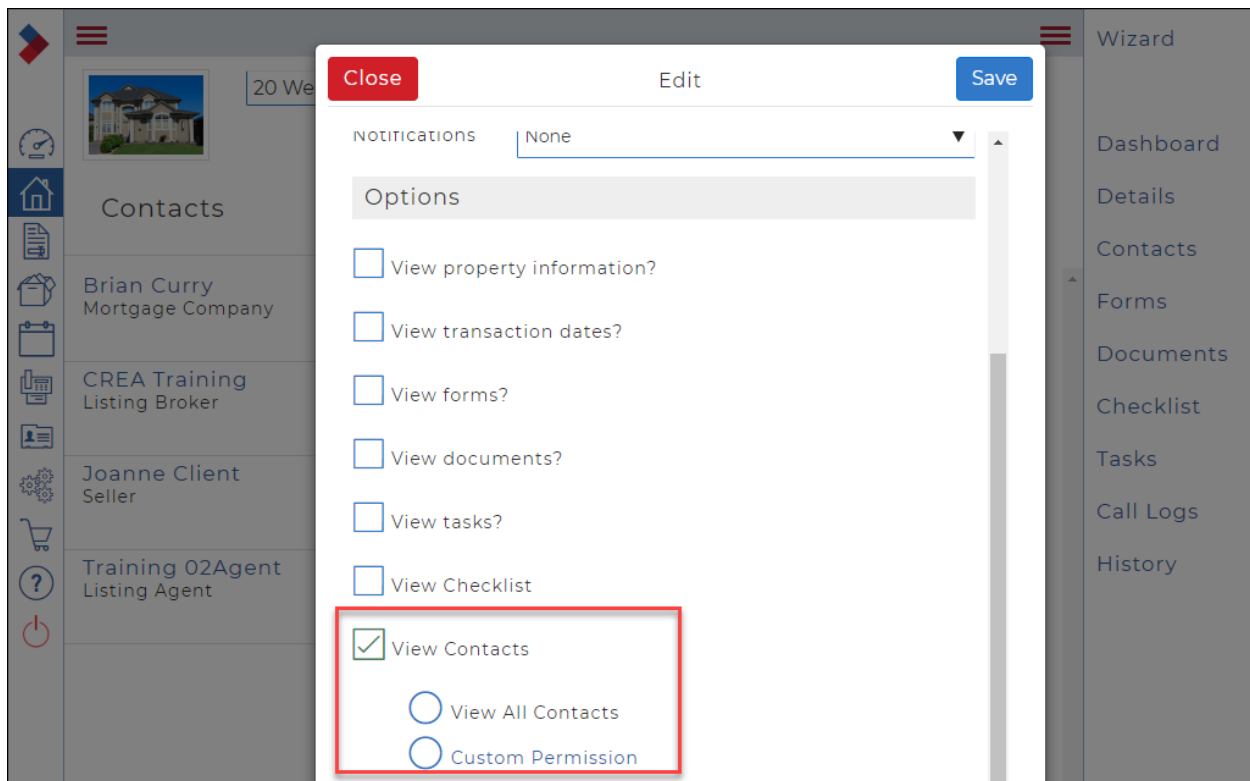 Wizard
20 We
Close
Edit
Save
Notifications
None
Dashboard
Options
Details
Contacts
Contacts
View property information?
Brian Curry
Mortgage Company
Forms
View transaction dates?
Documents
CREA Training
Listing Broker
View forms?
Checklist
View documents?
Tasks
Joanne Client
Seller
View tasks?
Call Logs
Training 02Agent
Listing Agent
View Checklist
History
View Contacts
View All Contacts
Custom Permission
?